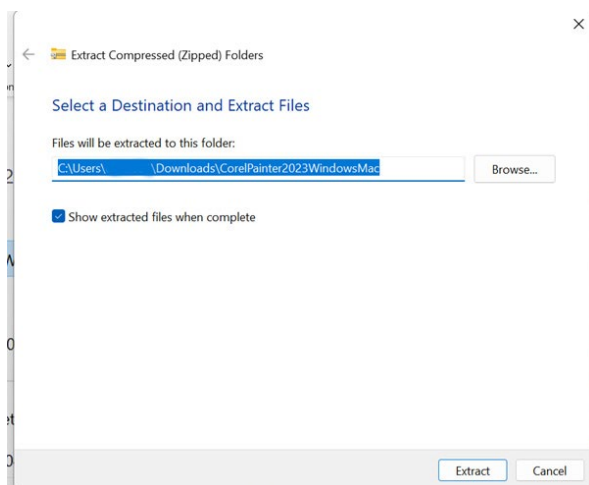 Extract Compressed (Zipped) Folders
Select a Destination and Extract Files
Files will be extracted to this folder:
C:\Users\ \Downloads\CorelPainter2023WindowsMac
Browse...
Show extracted files when complete
Extract Cancel